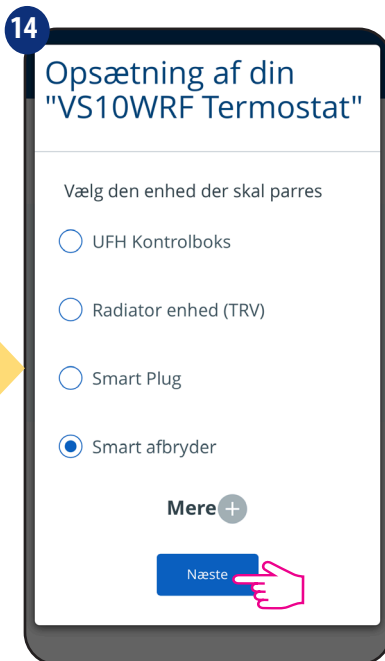 14
Opsætning af din
"VS10WRF Termostat"
Vælg den enhed der skal parres
UFH Kontrolboks
Radiator enhed (TRV)
Smart Plug
Smart afbryder
Mere +
Næste